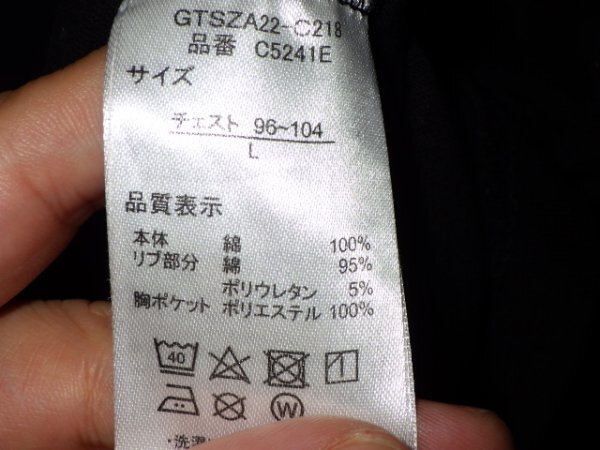 GTSZA22-C218
品番 C5241E
サイズ
チェスト 96~104
L
品質表示
本体 綿 100%
リブ部分 綿 95%
ポリウレタン 5%
胸ポケット ポリエステル 100%
40
W
・洗濯